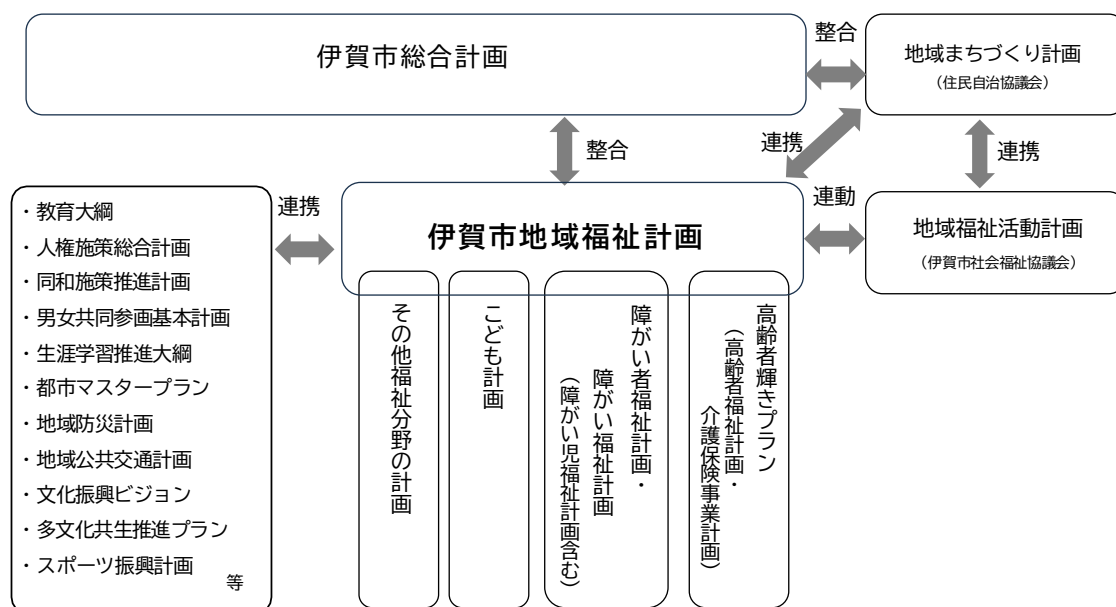 伊賀市総合計画
整合
地域まちづくり計画
（住民自治協議会）
整合
連携
連携
・教育大綱
・人権施策総合計画
・同和施策推進計画
・男女共同参画基本計画
・生涯学習推進大綱
・都市マスタープラン
・地域防災計画
・地域公共交通計画
・文化振興ビジョン
・多文化共生推進プラン
・スポーツ振興計画
等
連携
伊賀市地域福祉計画
連動
地域福祉活動計画
（伊賀市社会福祉協議会）
高齢者輝きプラン
（高齢者福祉計画・
介護保険事業計画）
障がい者福祉計画・
障がい福祉計画
（障がい児福祉計画含む）
こども計画
その他福祉分野の計画